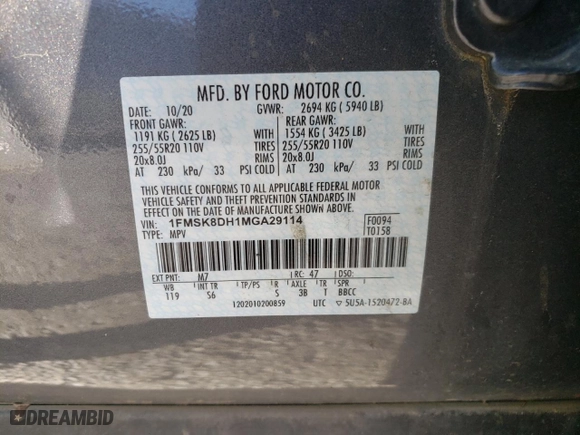 MFD. BY FORD MOTOR CO.
DATE: 10/20 GVWR: 2694 KG ( 5940 LB)
FRONT GAWR: REAR GAWR:
1191 KG ( 2625 LB) WITH 1554 KG ( 3425 LB) WITH
255/55R20 110V TIRES 255/55R20 110V TIRES
20x8.0J RIMS 20x8.0J RIMS
AT 230 kPa/ 33 PSI COLD AT 230 kPa/ 33 PSI COLD
THIS VEHICLE CONFORMS TO ALL APPLICABLE FEDERAL MOTOR
VEHICLE SAFETY AND THEFT PREVENTION STANDARDS IN
EFFECT ON THE DATE OF MANUFACTURE SHOWN ABOVE.
VIN: 1FMSK8DH1MGA29114 F0094
TYPE: MPV T0158
EXT PNT: M7 RC: 47 DSO:
WB INT TR TP/PS R AXLE TR SPR
119 S6 S 3B T BBCC
1202010200859 UTC ▽ 5U5A-1520472-BA
DREAMBID